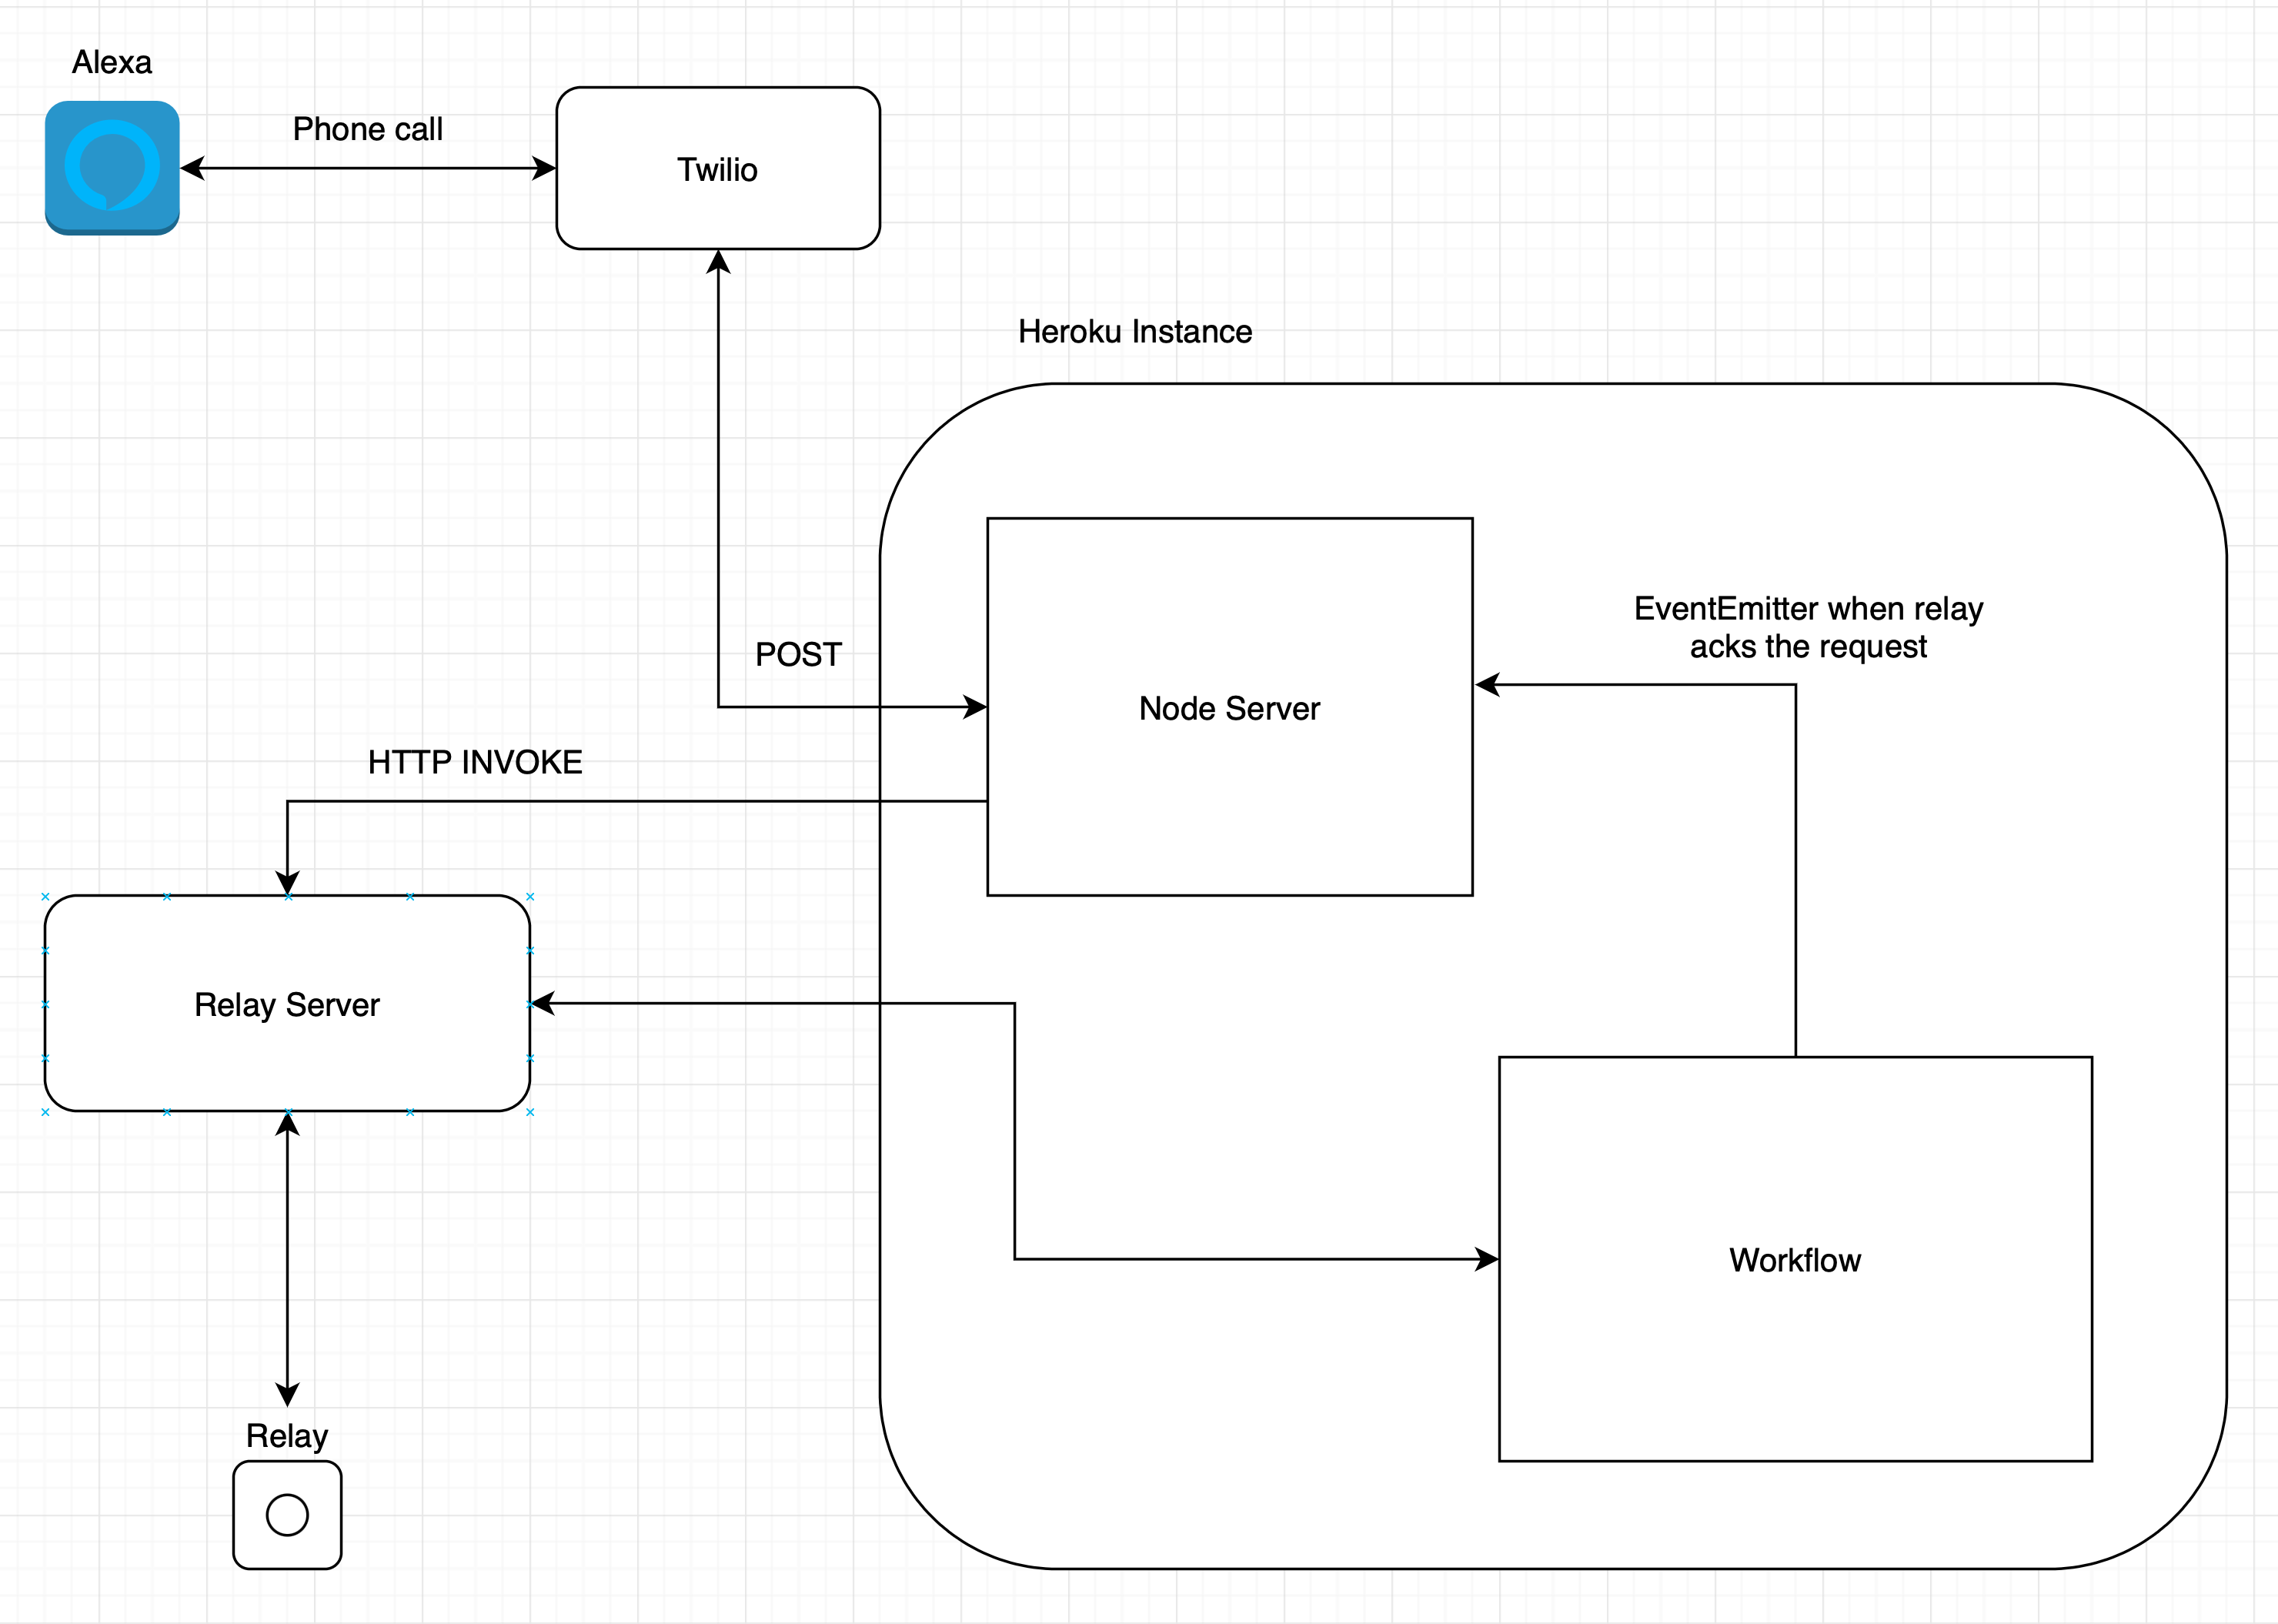 Alexa
Phone call
Twilio
Heroku Instance
EventEmitter when relay
acks the request
POST
Node Server
HTTP INVOKE
Relay Server
Workflow
Relay